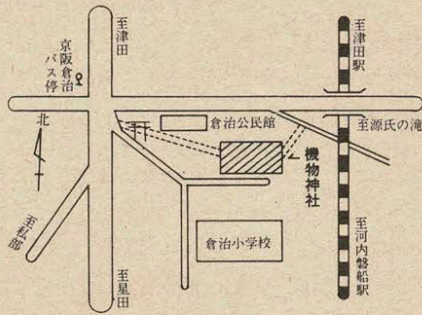 至津田
京阪倉治
バス停
北
至私部
至星田
倉治公民館
機物神社
倉治小学校
至津田駅
至源氏の滝
至河内磐船駅